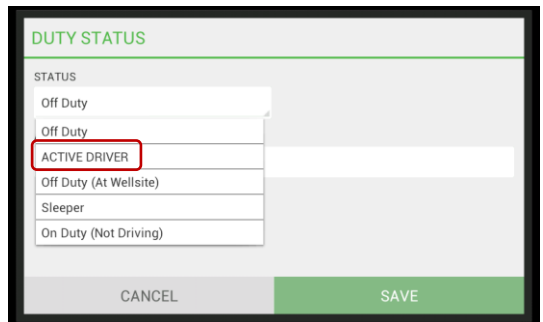 DUTY STATUS
STATUS
Off Duty
Off Duty
ACTIVE DRIVER
Off Duty (At Wellsite)
Sleeper
On Duty (Not Driving)
CANCEL
SAVE